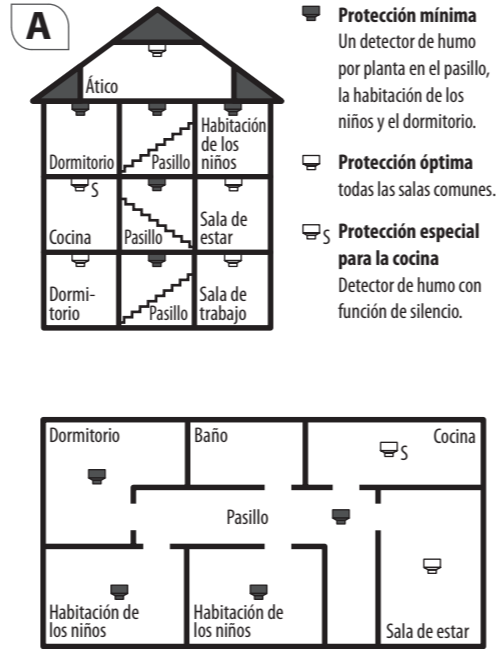 A
Ático
Dormitorio
Pasillo
Habitación
de los
niños
S
Cocina
Pasillo
Sala de
estar
Dormi-
torio
Pasillo
Sala de
trabajo
Protección mínima
Un detector de humo
por planta en el pasillo,
la habitación de los
niños y el dormitorio.
Protección óptima
todas las salas comunes.
S
Protección especial
para la cocina
Detector de humo con
función de silencio.
Dormitorio
Baño
S
Cocina
Pasillo
Habitación de
los niños
Habitación de
los niños
Sala de estar